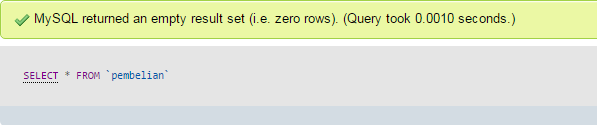 MySQL returned an empty result set (i.e. zero rows). (Query took 0.0010 seconds.)
SELECT * FROM `pembelian`